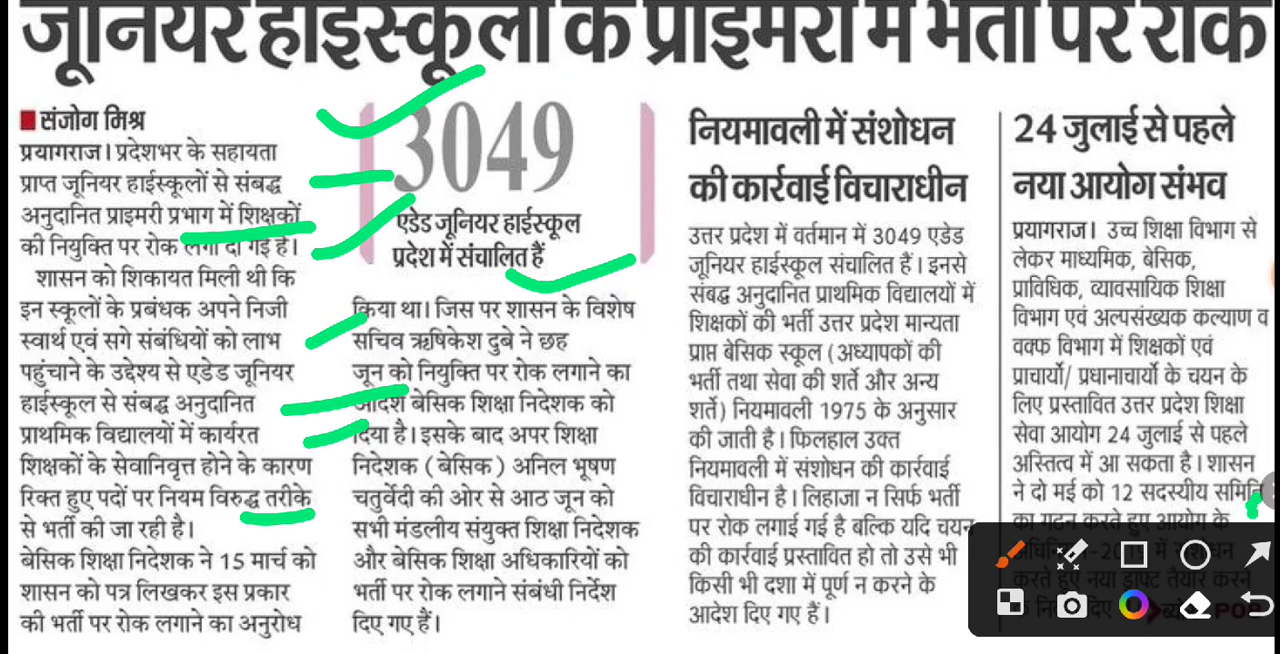 जूनियर हाईस्कूलों के प्राइमरी में भर्ती पर रोक
संजोग मिश्र
प्रयागराज। प्रदेशभर के सहायता
प्राप्त जूनियर हाईस्कूलों से संबद्ध
अनुदानित प्राइमरी प्रभाग में शिक्षकों
की नियुक्ति पर रोक लगा दी गई है।
शासन को शिकायत मिली थी कि
इन स्कूलों के प्रबंधक अपने निजी
स्वार्थ एवं सगे संबंधियों को लाभ
पहुंचाने के उद्देश्य से एडेड जूनियर
हाईस्कूल से संबद्ध अनुदानित
प्राथमिक विद्यालयों में कार्यरत
शिक्षकों के सेवानिवृत्त होने के कारण
रिक्त हुए पदों पर नियम विरुद्ध तरीके
से भर्ती की जा रही है।
बेसिक शिक्षा निदेशक ने 15 मार्च को
शासन को पत्र लिखकर इस प्रकार
की भर्ती पर रोक लगाने का अनुरोध
3049
एडेड जूनियर हाईस्कूल
प्रदेश में संचालित हैं
किया था। जिस पर शासन के विशेष
सचिव ऋषिकेश दुबे ने छह
जून को नियुक्ति पर रोक लगाने का
आदेश बेसिक शिक्षा निदेशक को
दिया है। इसके बाद अपर शिक्षा
निदेशक (बेसिक) अनिल भूषण
चतुर्वेदी की ओर से आठ जून को
सभी मंडलीय संयुक्त शिक्षा निदेशक
और बेसिक शिक्षा अधिकारियों को
भर्ती पर रोक लगाने संबंधी निर्देश
दिए गए हैं।
नियमावली में संशोधन
की कार्रवाई विचाराधीन
उत्तर प्रदेश में वर्तमान में 3049 एडेड
जूनियर हाईस्कूल संचालित हैं। इनसे
संबद्ध अनुदानित प्राथमिक विद्यालयों में
शिक्षकों की भर्ती उत्तर प्रदेश मान्यता
प्राप्त बेसिक स्कूल (अध्यापकों की
भर्ती तथा सेवा की शर्ते और अन्य
शर्ते) नियमावली 1975 के अनुसार
की जाती है। फिलहाल उक्त
नियमावली में संशोधन की कार्रवाई
विचाराधीन है। लिहाजा न सिर्फ भर्ती
पर रोक लगाई गई है बल्कि यदि चयन
की कार्रवाई प्रस्तावित हो तो उसे भी
किसी भी दशा में पूर्ण न करने के
आदेश दिए गए हैं।
24 जुलाई से पहले
नया आयोग संभव
प्रयागराज। उच्च शिक्षा विभाग से
लेकर माध्यमिक, बेसिक,
प्राविधिक, व्यावसायिक शिक्षा
विभाग एवं अल्पसंख्यक कल्याण व
वक्फ विभाग में शिक्षकों एवं
प्राचार्यो/ प्रधानाचार्यो के चयन के
लिए प्रस्तावित उत्तर प्रदेश शिक्षा
सेवा आयोग 24 जुलाई से पहले
अस्तित्व में आ सकता है। शासन
ने दो मई को 12 सदस्यीय समिति
का गठन करते हुए आयोग के
में संशोधन
करते हुए नया ड्राफ्ट तैयार करने